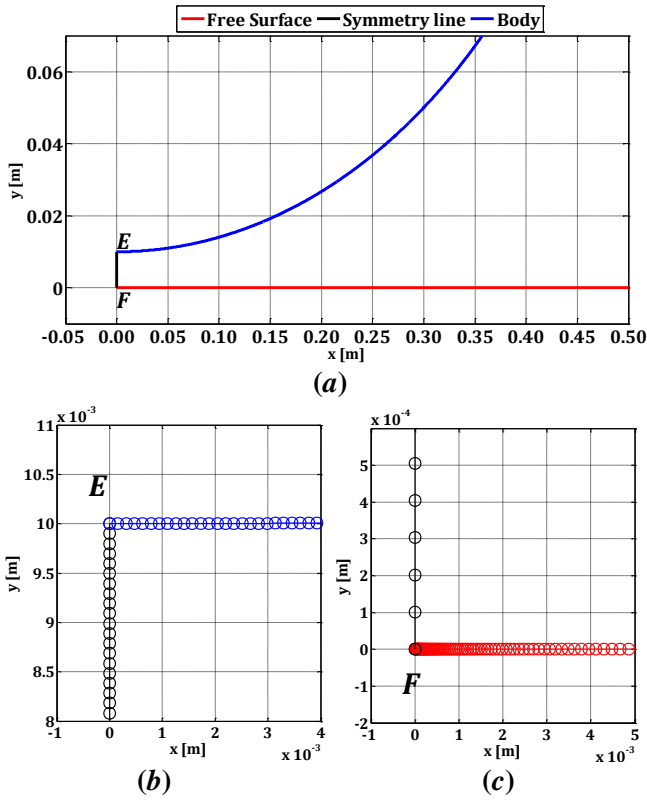 Free Surface Symmetry line Body
0.06
0.04
0.02
0
y [m]
E
F
-0.05 0.00 0.05 0.10 0.15 0.20 0.25 0.30 0.35 0.40 0.45 0.50
x [m]
(a)
x 10⁻³
11
10.5
10
9.5
9
8.5
8
y [m]
E
-1 0 1 2 3 4
x [m]
x 10⁻³
(b)
x 10⁻⁴
5
4
3
2
1
0
-1
-2
y [m]
F
-1 0 1 2 3 4 5
x [m]
x 10⁻³
(c)